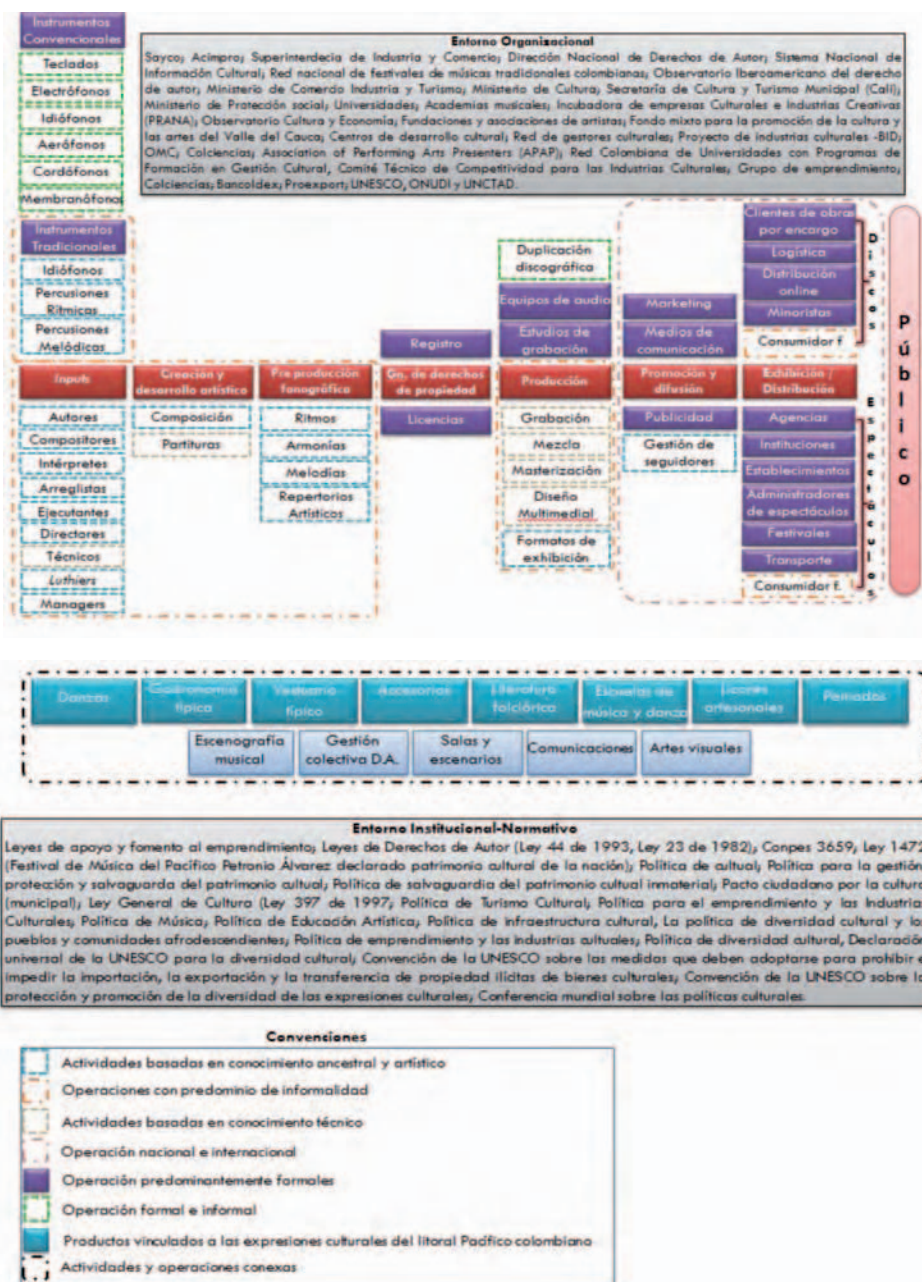 Instrumentos
Convencionales
Teclados
Electrófonos
Idiófonos
Aerófonos
Cordófonos
Membranófonos
Instrumentos
Tradicionales
Idiófonos
Percusiones
Rítmicas
Percusiones
Melódicas
Entorno Organizacional
Sayco; Acimpro; Superintendecia de Industria y Comercio; Dirección Nacional de Derechos de Autor; Sistema Nacional de
Información Cultural; Red nacional de festivales de músicas tradicionales colombianas; Observatorio Iberoamericano del derecho
de autor; Ministerio de Comercio Industria y Turismo; Ministerio de Cultura; Secretaría de Cultura y Turismo Municipal (Cali);
Ministerio de Protección social; Universidades; Academias musicales; Incubadora de empresas Culturales e Industrias Creativas
(PRANA); Observatorio Cultura y Economía; Fundaciones y asociaciones de artistas; Fondo mixto para la promoción de la cultura y
las artes del Valle del Cauca; Centros de desarrollo cultural; Red de gestores culturales; Proyecto de industrias culturales -BID;
OMC; Colciencias; Association of Performing Arts Presenters (APAP); Red Colombiana de Universidades con Programas de
Formación en Gestión Cultural, Comité Técnico de Competitividad para las Industrias Culturales; Grupo de emprendimiento;
Colciencias; Bancoldex; Proexport; UNESCO, ONUDI y UNCTAD.
Registro
Duplicación
discográfica
Equipos de audio
Estudios de
grabación
Marketing
Medios de
comunicación
Clientes de obras
por encargo
Logística
Distribución
online
Minoristas
Consumidor f
Discos
Público
Inputs
Creación y
desarrollo artístico
Pre producción
fonográfica
Gn. de derechos
de propiedad
Producción
Promoción y
difusión
Exhibición /
Distribución
Autores
Compositores
Intérpretes
Arreglistas
Ejecutantes
Directores
Técnicos
Luthiers
Managers
Composición
Partituras
Ritmos
Armonías
Melodías
Repertorios
Artísticos
Licencias
Grabación
Mezcla
Masterización
Diseño
Multimedial
Formatos de
exhibición
Publicidad
Gestión de
seguidores
Agencias
Instituciones
Establecimientos
Administradores
de espectáculos
Festivales
Transporte
Consumidor f.
Espectáculos
Danzas
Gastronomía
típica
Vestuario
típico
Accesorios
Literatura
folclórica
Escuelas de
música y danza
Licores
artesanales
Peinados
Escenografía
musical
Gestión
colectiva D.A.
Salas y
escenarios
Comunicaciones
Artes visuales
Entorno Institucional-Normativo
Leyes de apoyo y fomento al emprendimiento; Leyes de Derechos de Autor (Ley 44 de 1993, Ley 23 de 1982); Conpes 3659; Ley 1472
(Festival de Música del Pacífico Petronio Álvarez declarado patrimonio cultural de la nación); Política de cultual; Política para la gestión
protección y salvaguarda del patrimonio cultual; Política de salvaguardia del patrimonio cultual inmaterial; Pacto ciudadano por la cultura
(municipal); Ley General de Cultura (Ley 397 de 1997; Política de Turismo Cultural; Política para el emprendimiento y las Industrias
Culturales; Política de Música; Política de Educación Artística; Política de infraestructura cultural, La política de diversidad cultural y los
pueblos y comunidades afrodescendientes; Política de emprendimiento y las industrias cultuales; Política de diversidad cultural, Declaración
universal de la UNESCO para la diversidad cultural; Convención de la UNESCO sobre las medidas que deben adoptarse para prohibir e
impedir la importación, la exportación y la transferencia de propiedad ilícitas de bienes culturales; Convención de la UNESCO sobre la
protección y promoción de la diversidad de las expresiones culturales; Conferencia mundial sobre las políticas culturales.
Convenciones
Actividades basadas en conocimiento ancestral y artístico
Operaciones con predominio de informalidad
Actividades basadas en conocimiento técnico
Operación nacional e internacional
Operación predominantemente formales
Operación formal e informal
Productos vinculados a las expresiones culturales del litoral Pacífico colombiano
Actividades y operaciones conexas